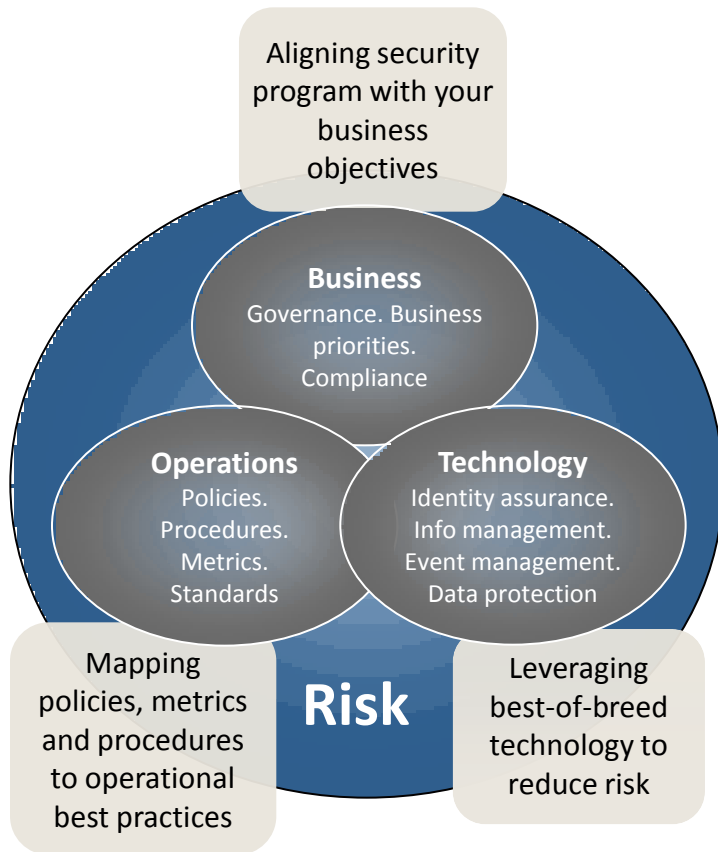 Aligning security
program with your
business
objectives
Business
Governance. Business
priorities.
Compliance
Operations
Policies.
Procedures.
Metrics.
Standards
Technology
Identity assurance.
Info management.
Event management.
Data protection
Mapping
policies, metrics
and procedures
to operational
best practices
Risk
Leveraging
best-of-breed
technology to
reduce risk